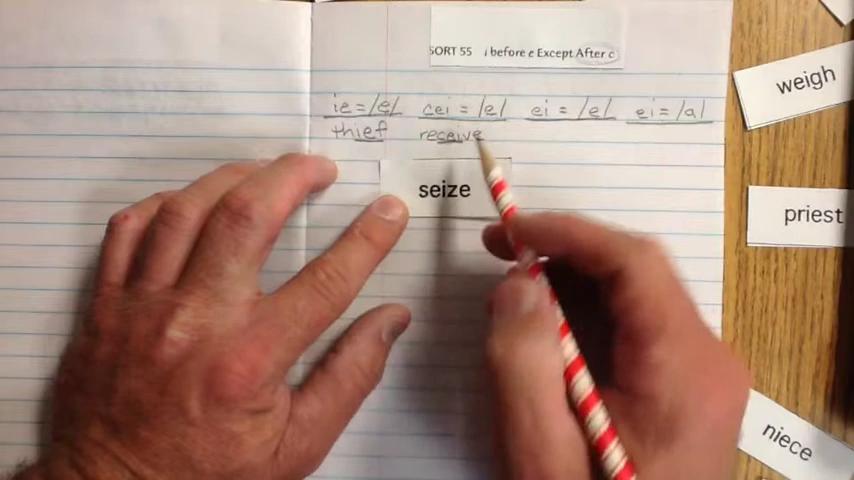 SORT 55 i before e Except After c
ie = /e/ cei = /e/ ei = /e/ ei = /a/
thief receive
seize
weigh
priest
niece